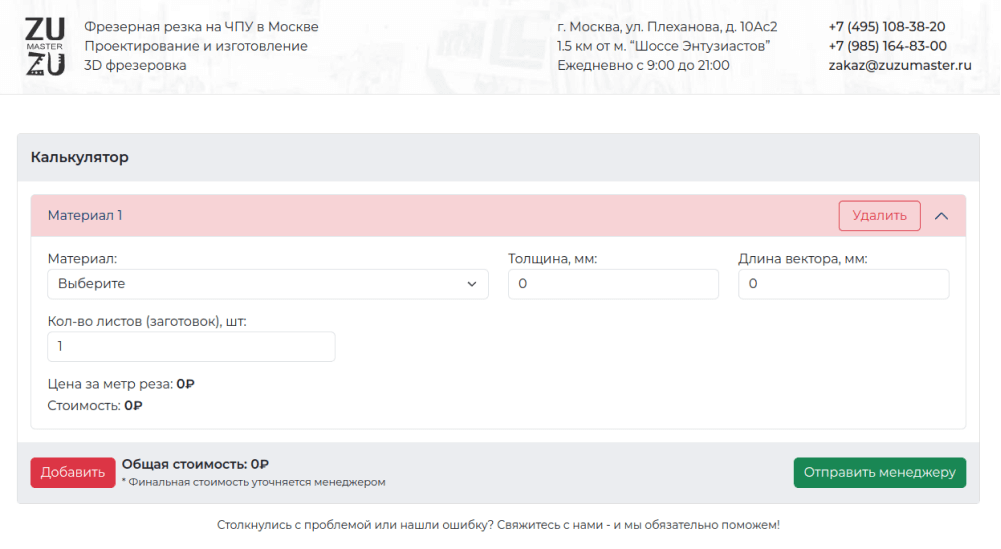 ZU
MASTER
ZU
Фрезерная резка на ЧПУ в Москве
Проектирование и изготовление
3D фрезеровка
г. Москва, ул. Плеханова, д. 10Ас2
1.5 км от м. “Шоссе Энтузиастов”
Ежедневно с 9:00 до 21:00
+7 (495) 108-38-20
+7 (985) 164-83-00
zakaz@zuzumaster.ru
Калькулятор
Материал 1
Удалить
Материал:
Толщина, мм:
Длина вектора, мм:
Выберите
0
0
Кол-во листов (заготовок), шт:
1
Цена за метр реза: 0₽
Стоимость: 0₽
Добавить
Общая стоимость: 0₽
* Финальная стоимость уточняется менеджером
Отправить менеджеру
Столкнулись с проблемой или нашли ошибку? Свяжитесь с нами - и мы обязательно поможем!